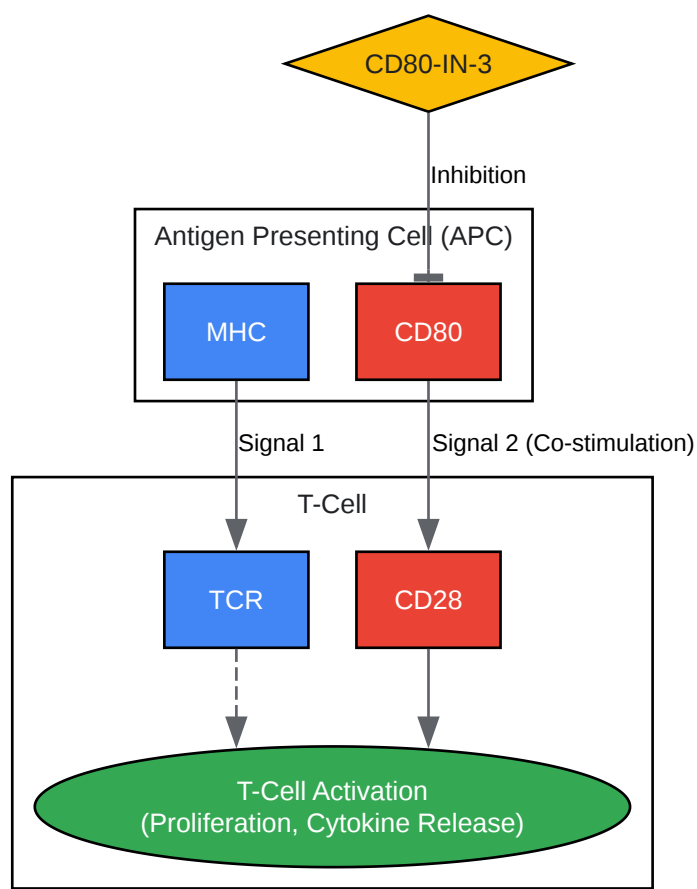 CD80-IN-3
Inhibition
Antigen Presenting Cell (APC)
MHC
CD80
Signal 1
Signal 2 (Co-stimulation)
T-Cell
TCR
CD28
T-Cell Activation
(Proliferation, Cytokine Release)